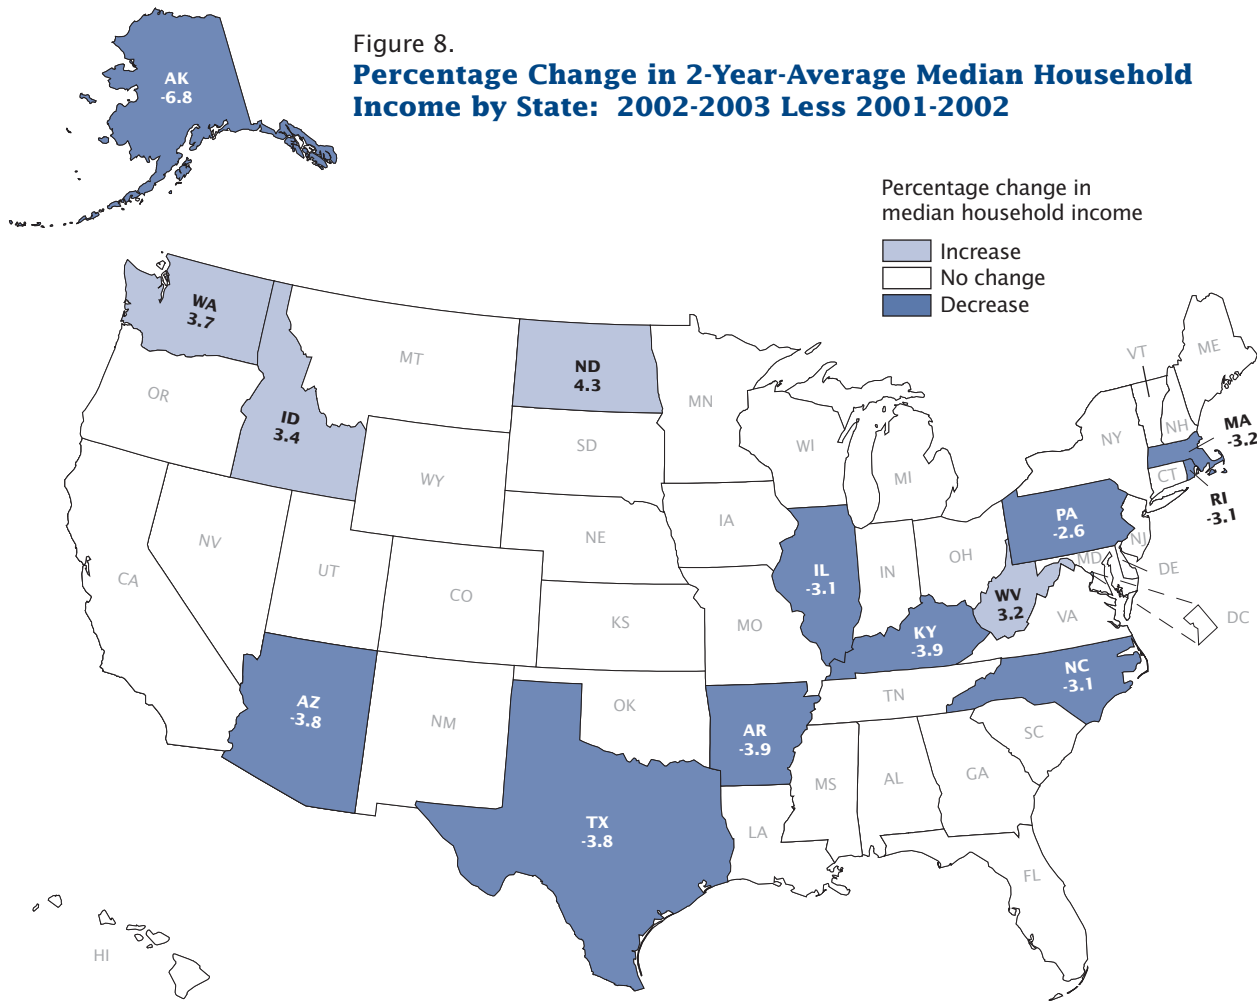 Figure 8.
Percentage Change in 2-Year-Average Median Household
Income by State:  2002-2003 Less 2001-2002
AK
-6.8
Percentage change in
median household income
Increase
No change
Decrease
WA
3.7
MT
ND
4.3
MN
VT
ME
OR
ID
3.4
SD
WI
MI
NY
NH
MA
-3.2
WY
CT
RI
-3.1
IA
PA
-2.6
NV
NE
NJ
CA
UT
CO
IL
-3.1
IN
OH
MD
DE
WV
3.2
KS
MO
VA
DC
KY
-3.9
NC
-3.1
AZ
-3.8
NM
OK
TN
AR
-3.9
SC
MS
AL
GA
TX
-3.8
LA
FL
HI